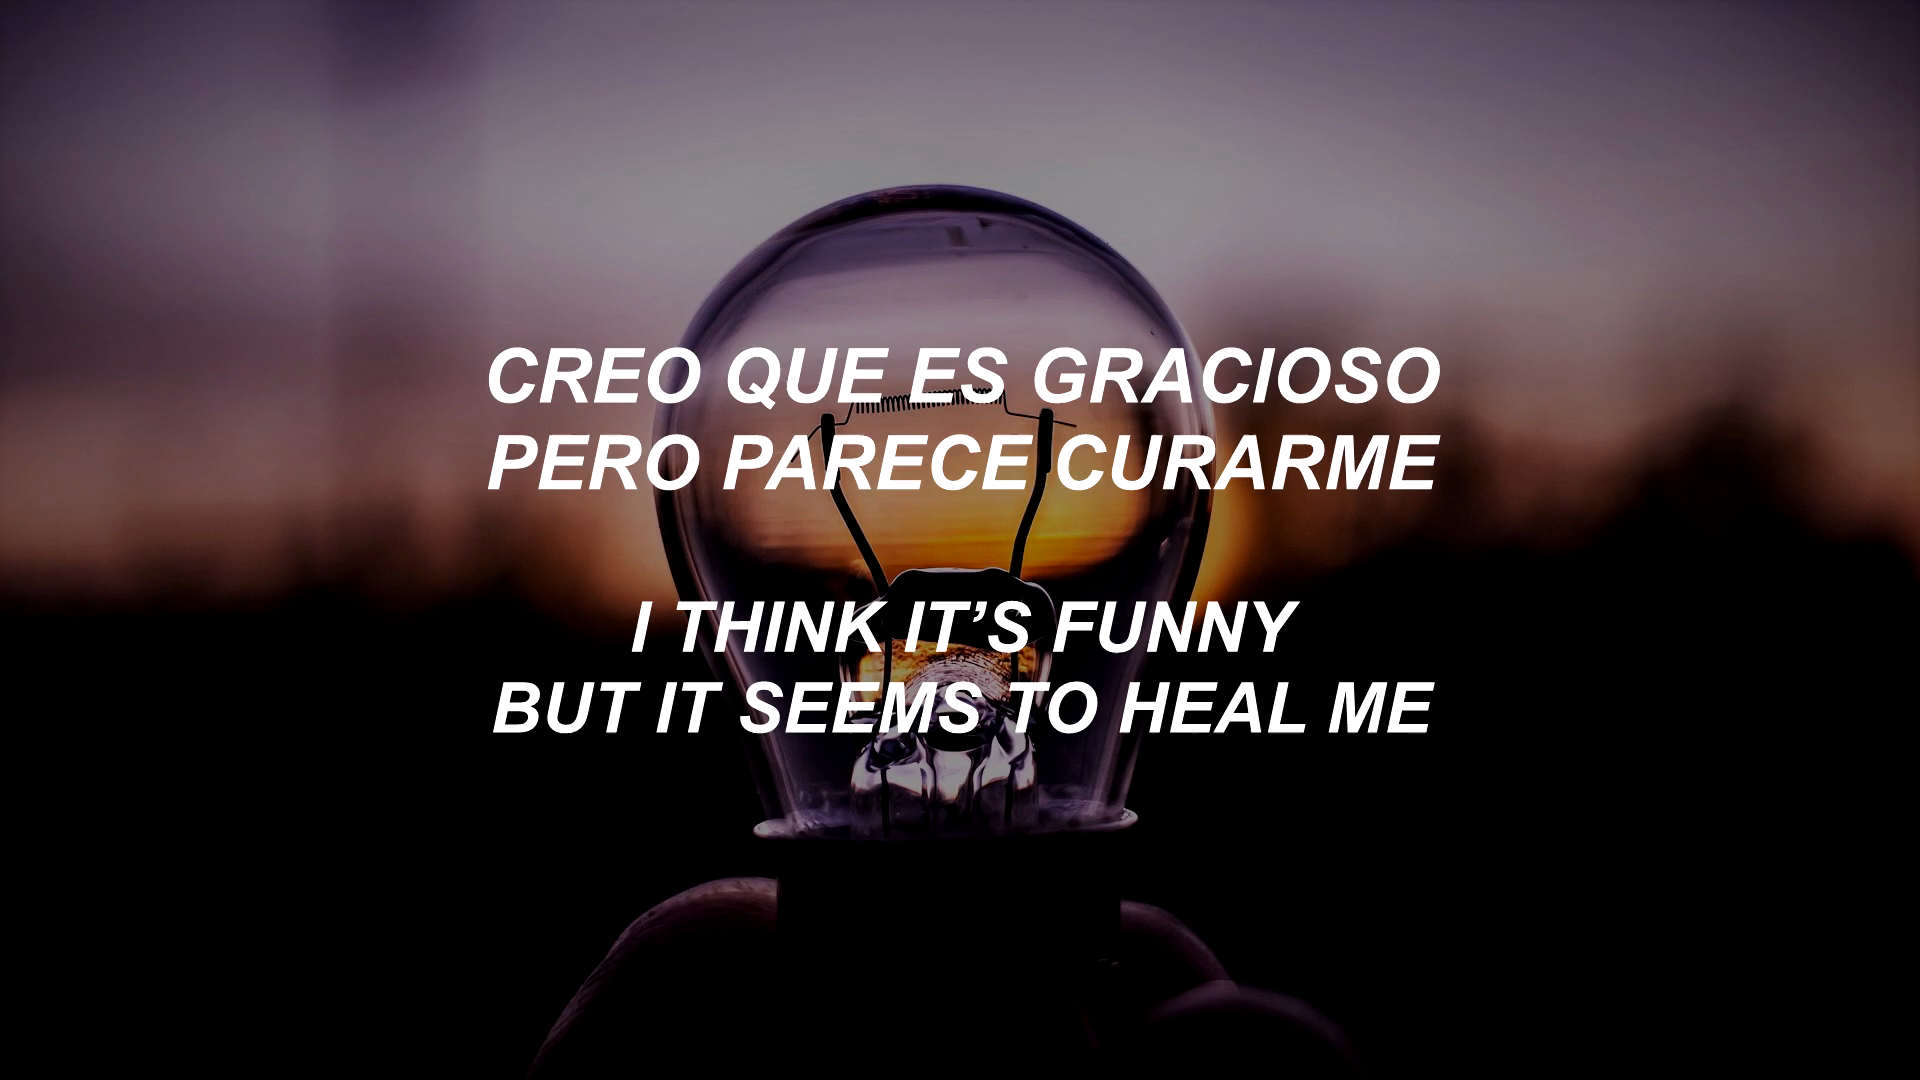 CREO QUE ES GRACIOSO
PERO PARECE CURARME
I THINK IT’S FUNNY
BUT IT SEEMS TO HEAL ME